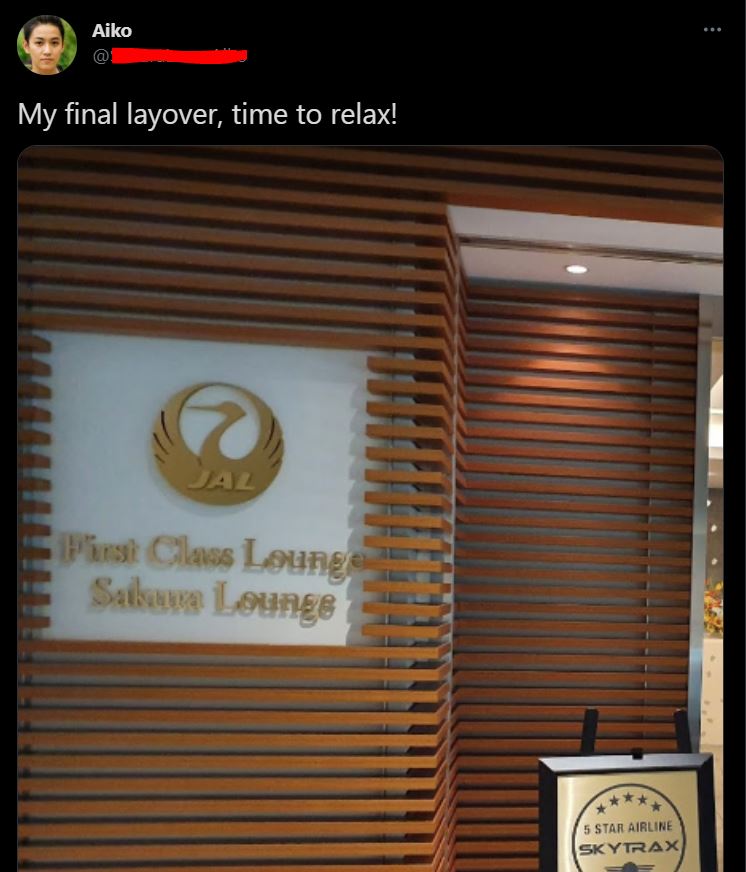 Aiko
@
My final layover, time to relax!
JAL
First Class Lounge
Sakura Lounge
5 STAR AIRLINE
SKYTRAX